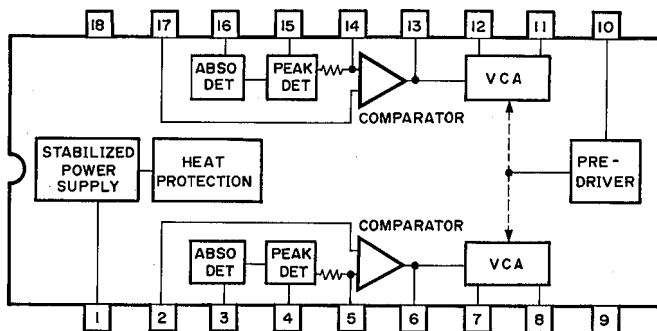 18 17 16 15 14 13 12 11 10
ABSO
DET
PEAK
DET
VCA
COMPARATOR
STABILIZED
POWER
SUPPLY
HEAT
PROTECTION
PRE-
DRIVER
COMPARATOR
ABSO
DET
PEAK
DET
VCA
1 2 3 4 5 6 7 8 9